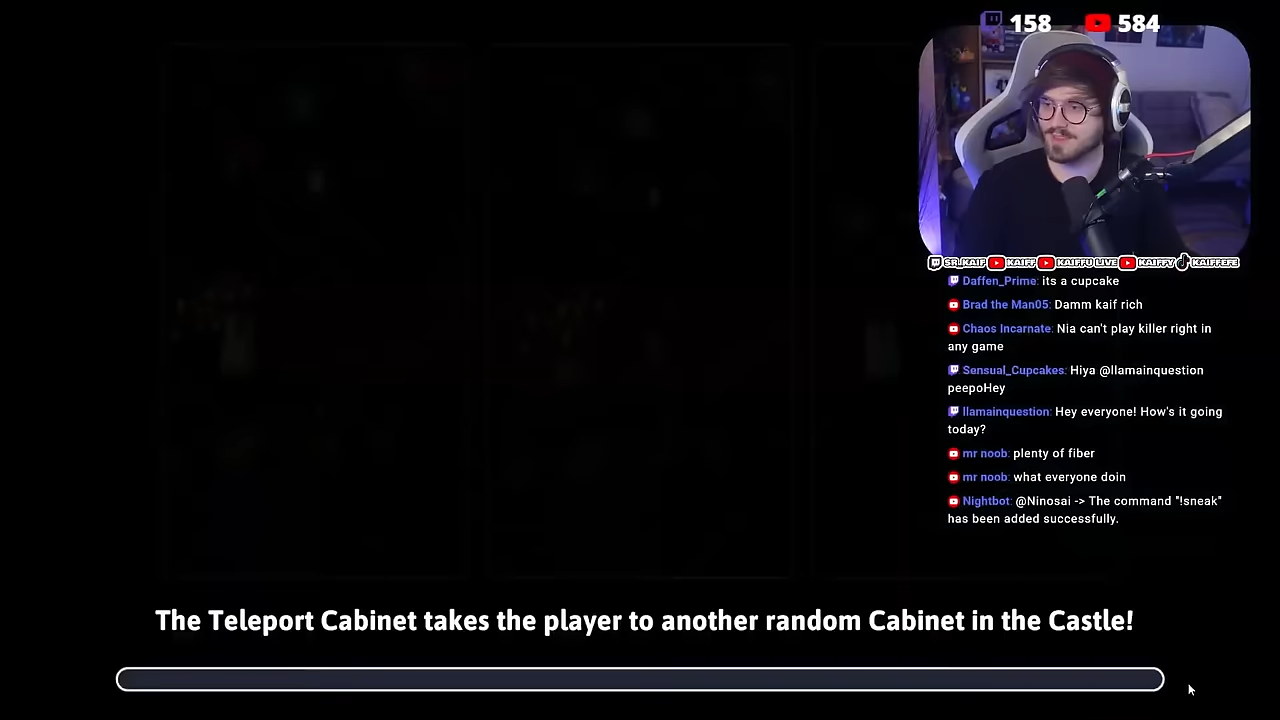 158 584
SR_KAIF KAIFF KAIFFU LIVE KAIFFY KAIFFEFE
Daffen_Prime: its a cupcake
Brad the Man05: Damm kaif rich
Chaos Incarnate: Nia can't play killer right in
any game
Sensual_Cupcakes: Hiya @llamainquestion
peepoHey
llamainquestion: Hey everyone! How's it going
today?
mr noob: plenty of fiber
mr noob: what everyone doin
Nightbot: @Ninosai -> The command "!sneak"
has been added successfully.
The Teleport Cabinet takes the player to another random Cabinet in the Castle!